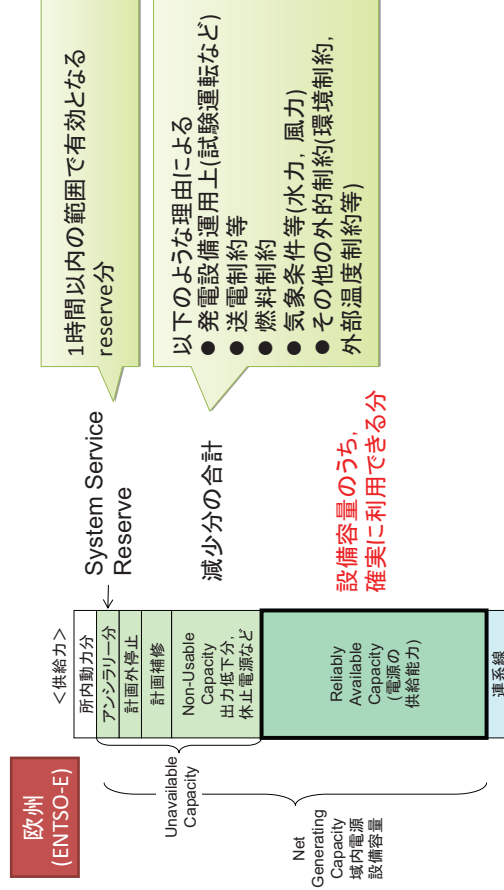 欧州
(ENTSO-E)
＜供給力＞
所内動力分
アンシラリー分
計画外停止
計画補修
Non-Usable
Capacity
出力低下分,
休止電源など
Reliably
Available
Capacity
(電源の
供給能力)
連系線
Unavailable
Capacity
Net
Generating
Capacity
域内電源
設備容量
System Service
Reserve
減少分の合計
設備容量のうち,
確実に利用できる分
1時間以内の範囲で有効となる
reserve分
以下のような理由による
● 発電設備運用上(試験運転など)
● 送電制約等
● 燃料制約
● 気象条件等(水力, 風力)
● その他の外的制約(環境制約,
外部温度制約等)